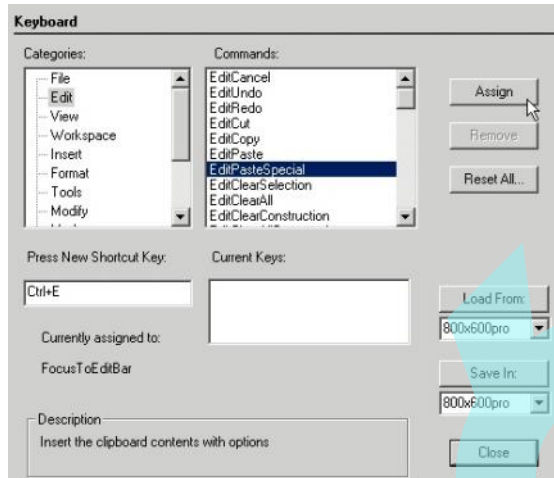 Keyboard
Categories:
File
Edit
View
Workspace
Insert
Format
Tools
Modify
Commands:
EditCancel
EditUndo
EditRedo
EditCut
EditCopy
EditPaste
EditPasteSpecial
EditClearSelection
EditClearAll
EditClearConstruction
Assign
Remove
Reset All...
Press New Shortcut Key:
Ctrl+E
Current Keys:
Currently assigned to:
FocusToEditBar
Load From:
800x600pro
Save In:
800x600pro
Description
Insert the clipboard contents with options
Close